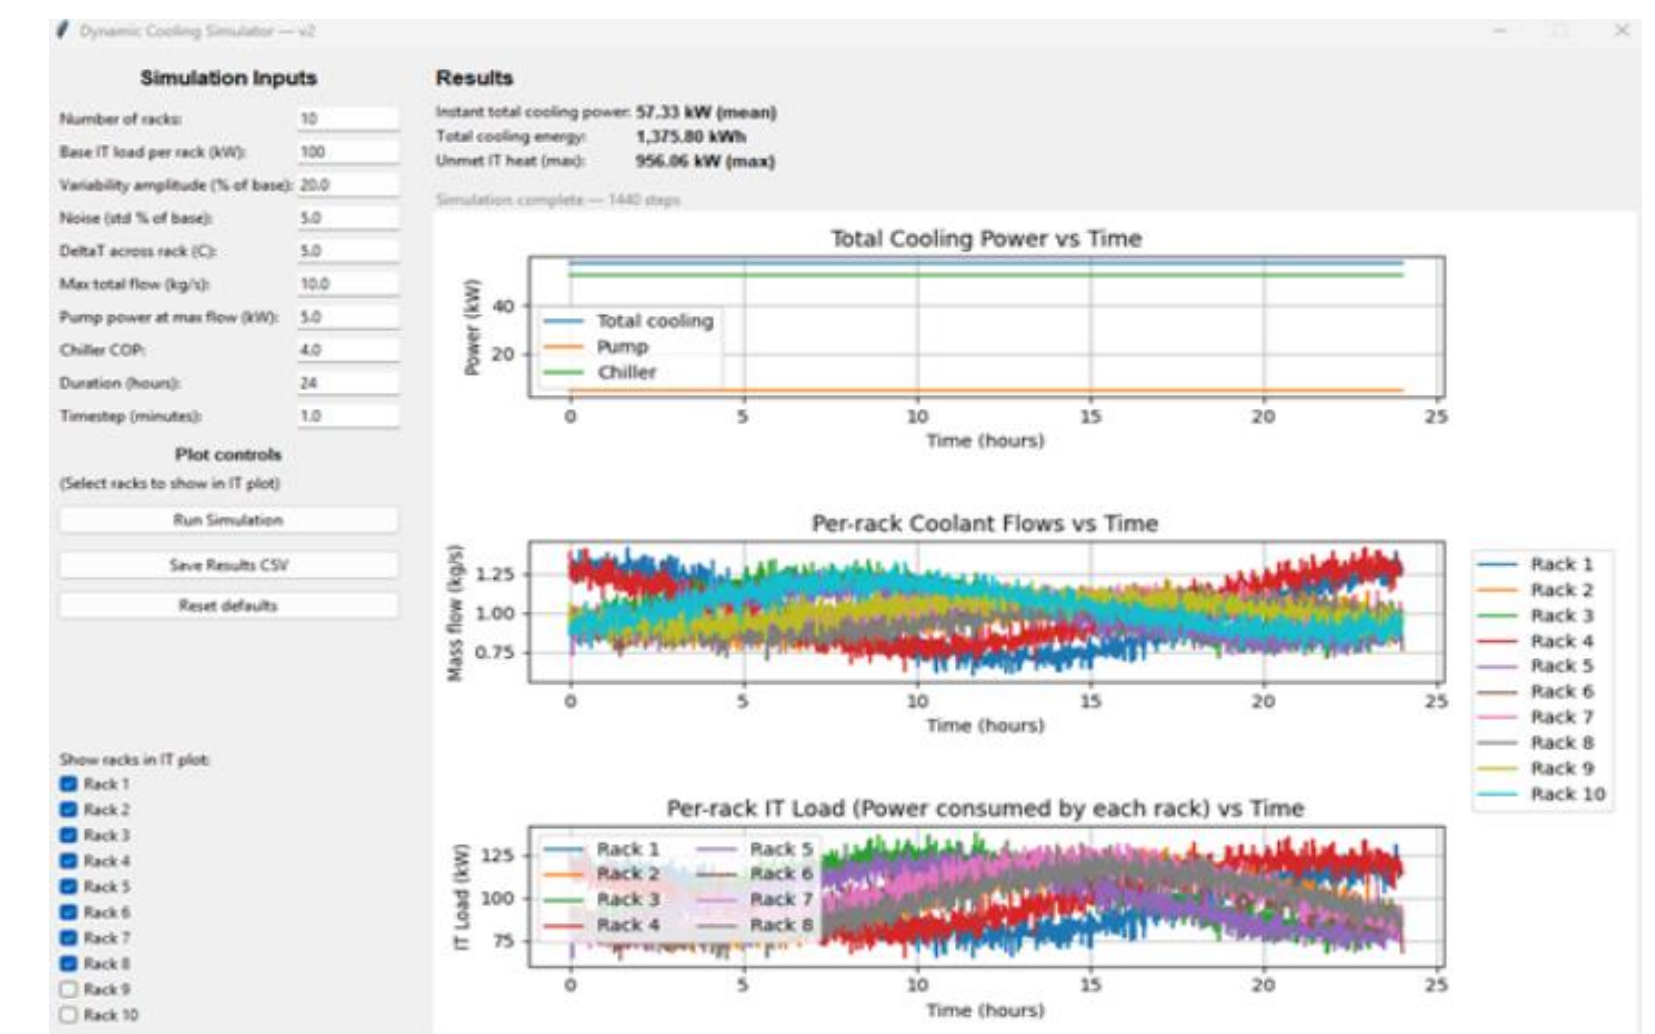 Dynamic Cooling Simulator — v2
Simulation Inputs
Number of racks: 10
Base IT load per rack (kW): 100
Variability amplitude (% of base): 20.0
Noise (std % of base): 5.0
DeltaT across rack (C): 5.0
Max total flow (kg/s): 10.0
Pump power at max flow (kW): 5.0
Chiller COP: 4.0
Duration (hours): 24
Timestep (minutes): 1.0
Plot controls
(Select racks to show in IT plot)
Run Simulation
Save Results CSV
Reset defaults
Show racks in IT plot:
Rack 1
Rack 2
Rack 3
Rack 4
Rack 5
Rack 6
Rack 7
Rack 8
Rack 9
Rack 10
Results
Instant total cooling power: 57.33 kW (mean)
Total cooling energy: 1,375.80 kWh
Unmet IT heat (max): 956.06 kW (max)
Simulation complete — 1440 steps
Total Cooling Power vs Time
Power (kW)
40
20
Total cooling
Pump
Chiller
0 5 10 15 20 25
Time (hours)
Per-rack Coolant Flows vs Time
Mass flow (kg/s)
1.25
1.00
0.75
0 5 10 15 20 25
Time (hours)
Rack 1
Rack 2
Rack 3
Rack 4
Rack 5
Rack 6
Rack 7
Rack 8
Rack 9
Rack 10
Per-rack IT Load (Power consumed by each rack) vs Time
IT Load (kW)
125
100
75
Rack 1 Rack 5
Rack 2 Rack 6
Rack 3 Rack 7
Rack 4 Rack 8
0 5 10 15 20 25
Time (hours)